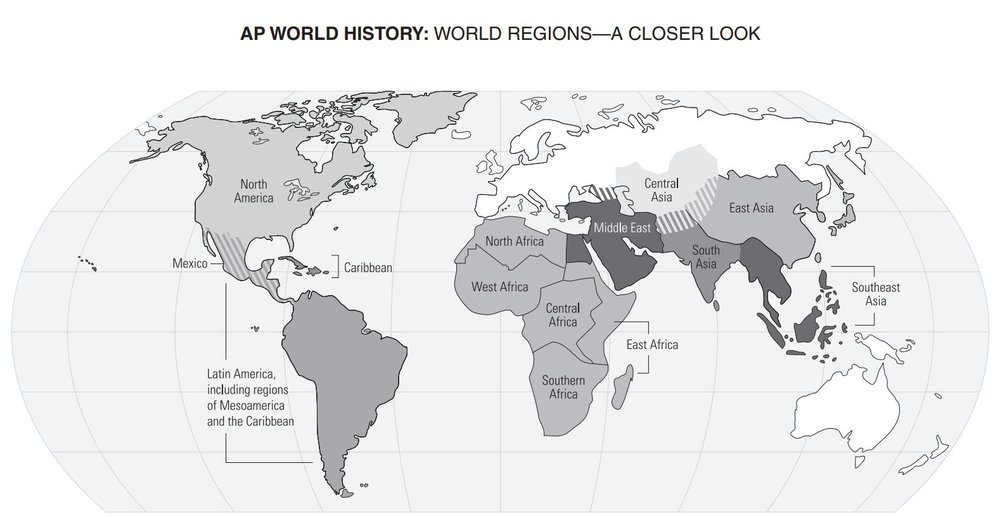 AP WORLD HISTORY: WORLD REGIONS—A CLOSER LOOK
North
America
Central
Asia
East Asia
Middle East
North Africa
South
Asia
Mexico
Caribbean
West Africa
Southeast
Asia
Central
Africa
East Africa
Latin America,
including regions
of Mesoamerica
and the Caribbean
Southern
Africa